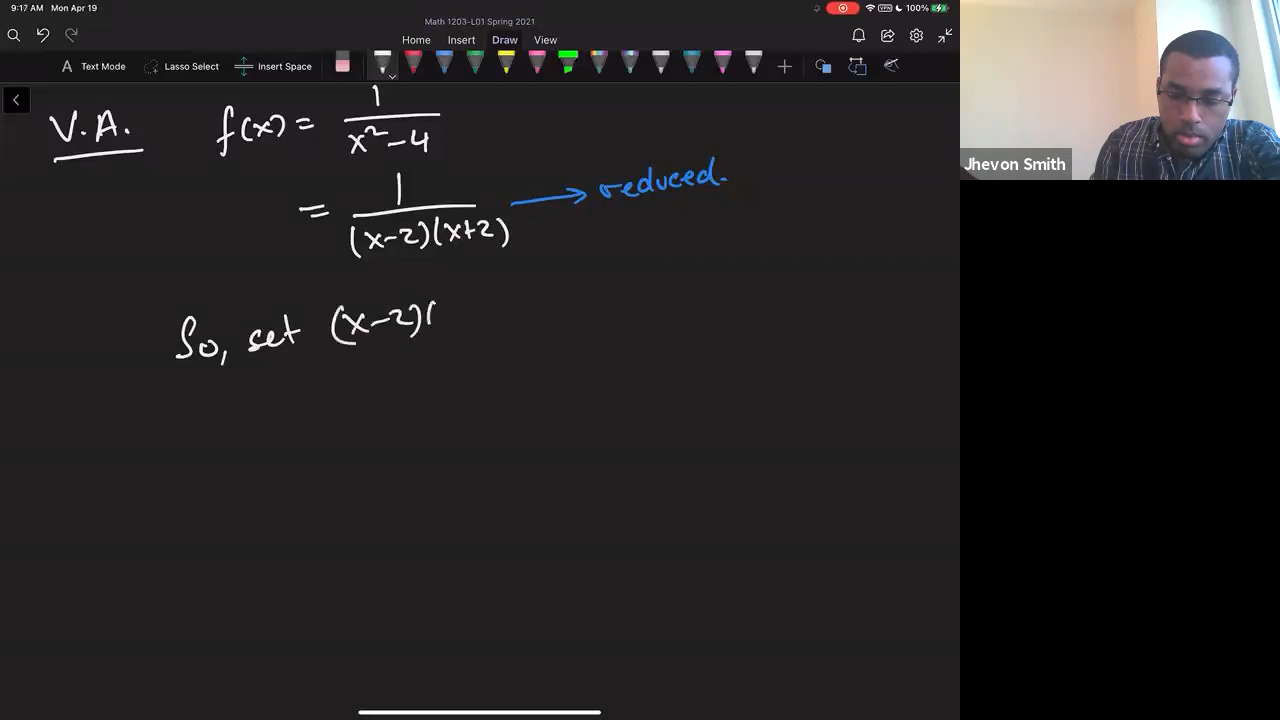 9:17 AM Mon Apr 19
100%
Math 1203-L01 Spring 2021
Home Insert Draw View
Text Mode Lasso Select Insert Space
V.A. f(x) = 1 / (x² - 4)
= 1 / ((x-2)(x+2)) → reduced.
So, set (x-2)(
Jhevon Smith